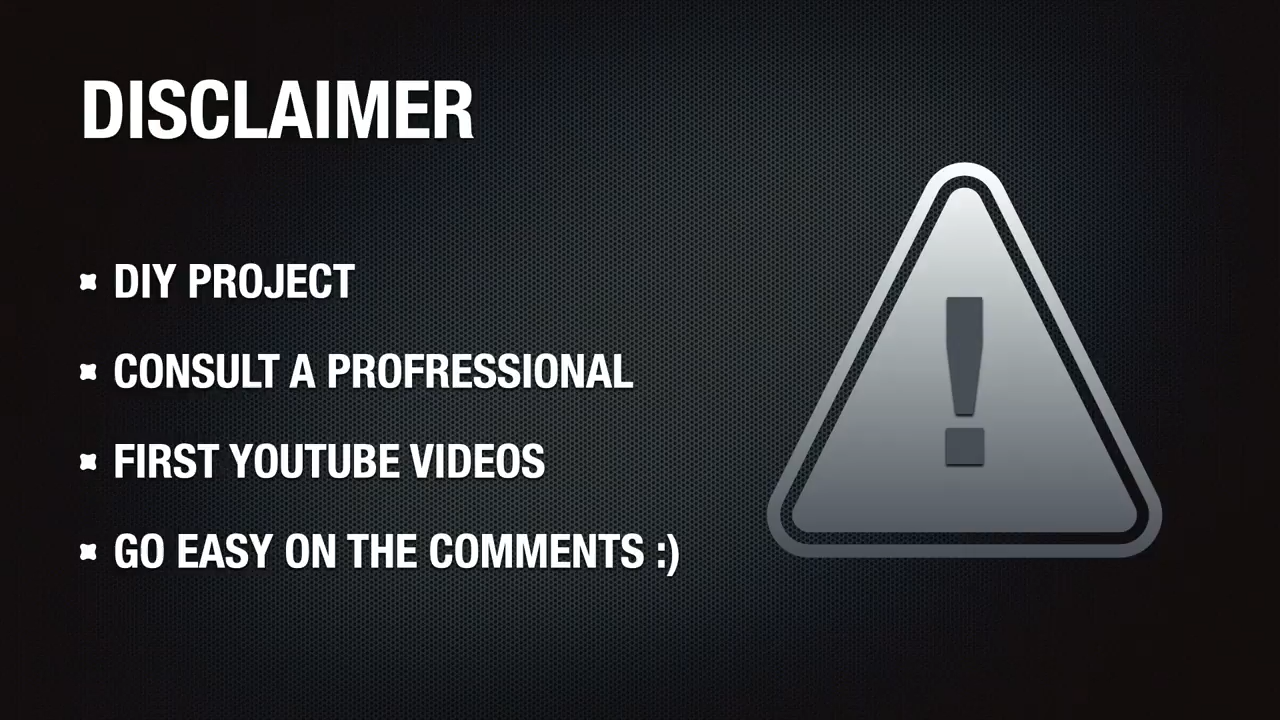 DISCLAIMER
DIY PROJECT
CONSULT A PROFRESSIONAL
FIRST YOUTUBE VIDEOS
GO EASY ON THE COMMENTS :)
!